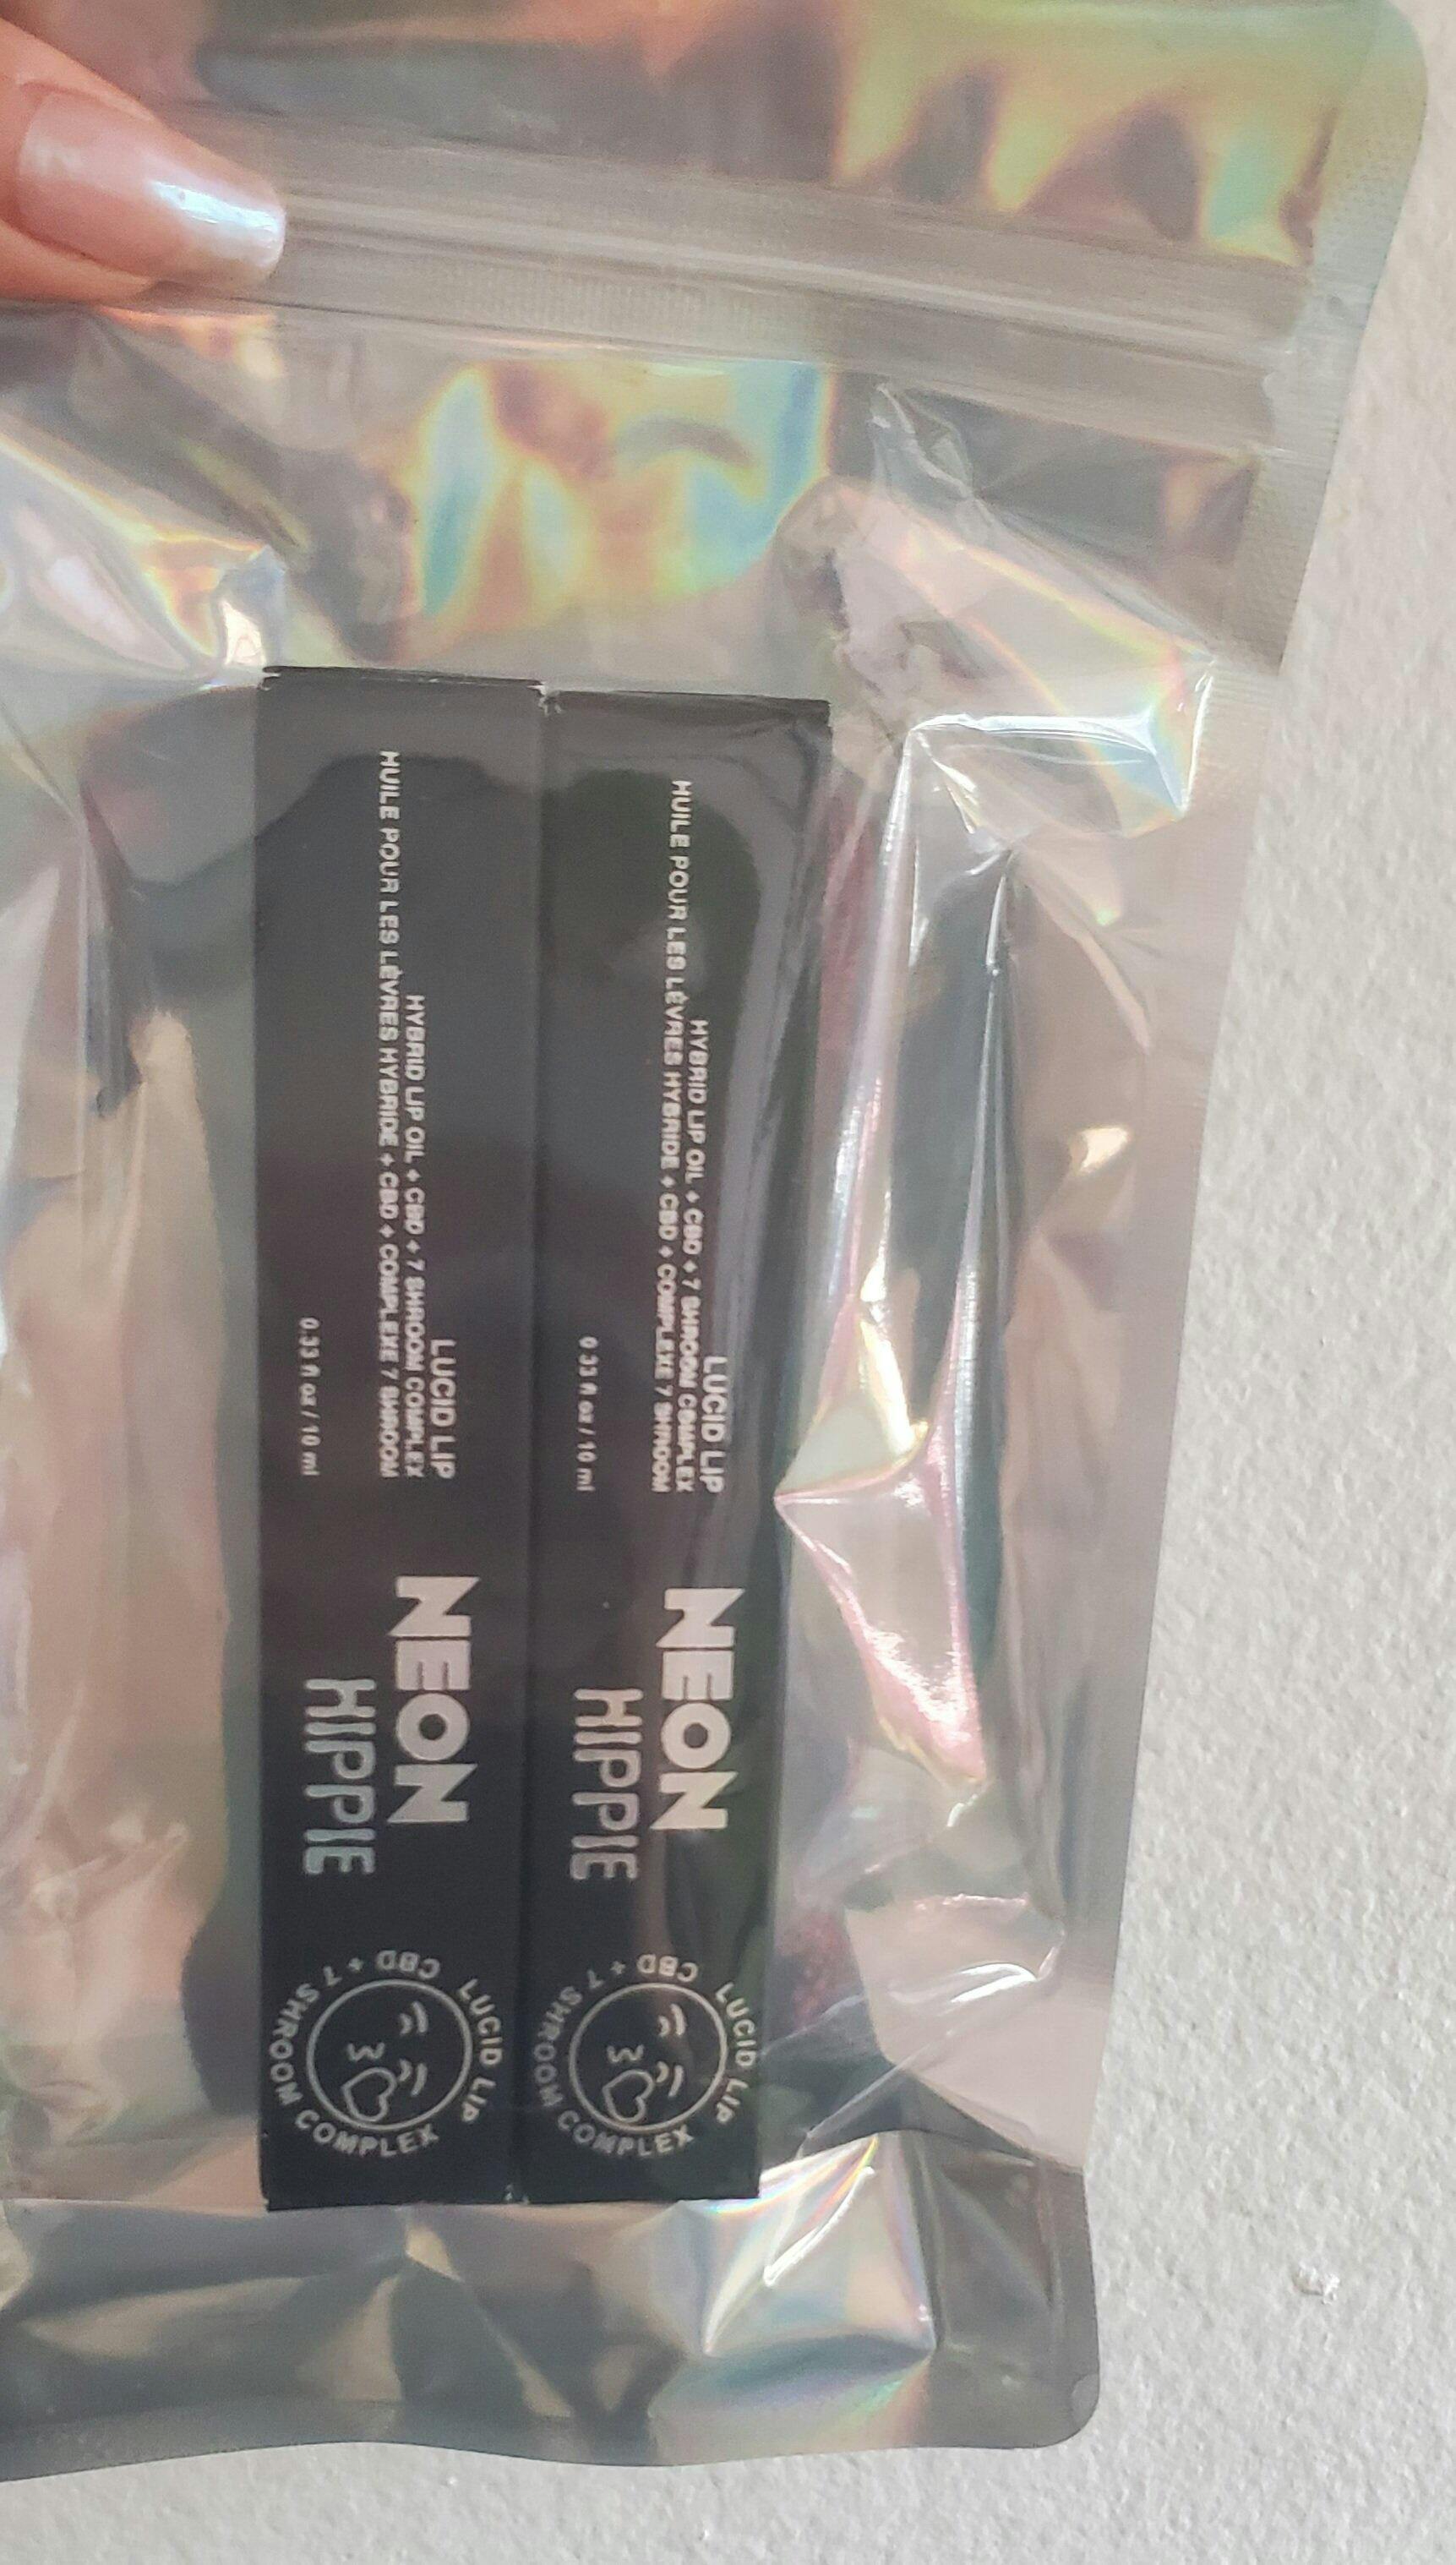 LUCID LIP
HYBRID LIP OIL + CBD + 7 SHROOM COMPLEX
HUILE POUR LES LÈVRES HYBRIDE + CBD + COMPLEXE 7 SHROOM
0.33 fl oz / 10 ml
NEON
HIPPIE
LUCID LIP
CBD + 7 SHROOM COMPLEX
LUCID LIP
HYBRID LIP OIL + CBD + 7 SHROOM COMPLEX
HUILE POUR LES LÈVRES HYBRIDE + CBD + COMPLEXE 7 SHROOM
0.33 fl oz / 10 ml
NEON
HIPPIE
LUCID LIP
CBD + 7 SHROOM COMPLEX